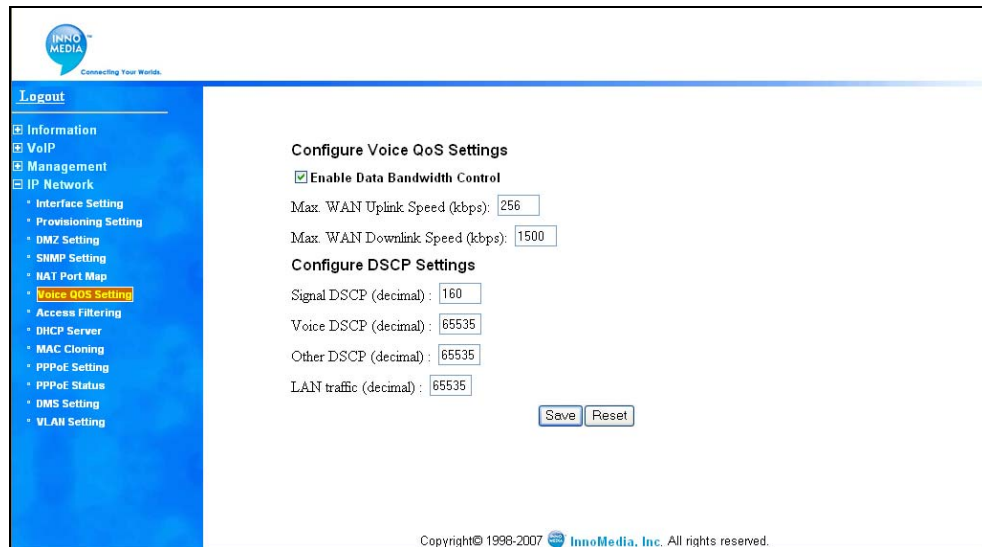 INNO
MEDIA
™
Connecting Your Worlds.
Logout
Information
VoIP
Management
IP Network
Interface Setting
Provisioning Setting
DMZ Setting
SNMP Setting
NAT Port Map
Voice QOS Setting
Access Filtering
DHCP Server
MAC Cloning
PPPoE Setting
PPPoE Status
DMS Setting
VLAN Setting
Configure Voice QoS Settings
Enable Data Bandwidth Control
Max. WAN Uplink Speed (kbps): 256
Max. WAN Downlink Speed (kbps): 1500
Configure DSCP Settings
Signal DSCP (decimal) : 160
Voice DSCP (decimal) : 65535
Other DSCP (decimal) : 65535
LAN traffic (decimal) : 65535
Save Reset
Copyright© 1998-2007 InnoMedia, Inc. All rights reserved.